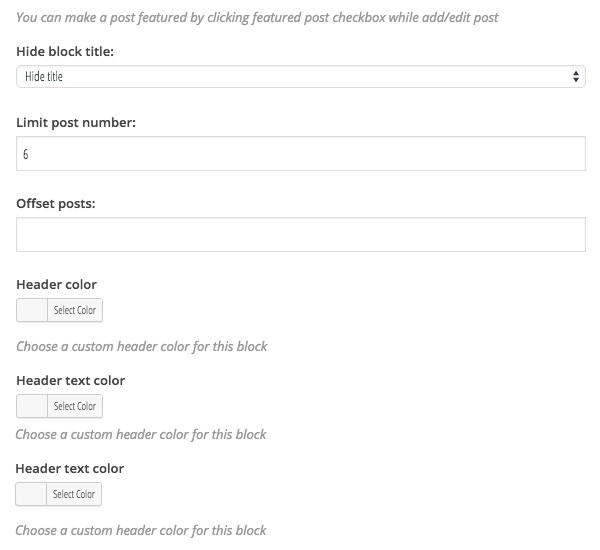 You can make a post featured by clicking featured post checkbox while add/edit post
Hide block title:
Hide title
Limit post number:
6
Offset posts:
Header color
Select Color
Choose a custom header color for this block
Header text color
Select Color
Choose a custom header color for this block
Header text color
Select Color
Choose a custom header color for this block